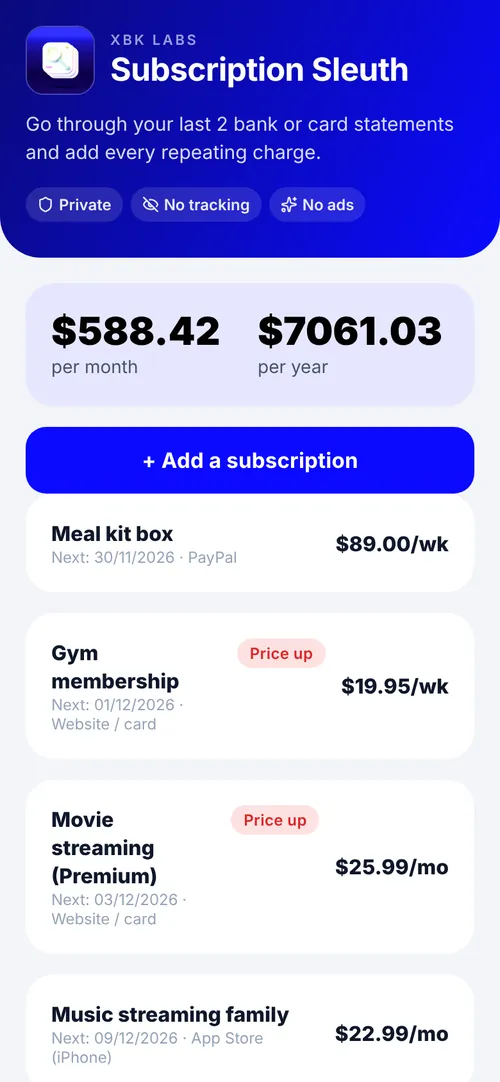 XBK LABS
Subscription Sleuth
Go through your last 2 bank or card statements
and add every repeating charge.
Private
No tracking
No ads
$588.42
$7061.03
per month
per year
+ Add a subscription
Meal kit box
Next: 30/11/2026 · PayPal
$89.00/wk
Gym
membership
Price up
Next: 01/12/2026 ·
Website / card
$19.95/wk
Movie
streaming
(Premium)
Price up
Next: 03/12/2026 ·
Website / card
$25.99/mo
Music streaming family
Next: 09/12/2026 · App Store
(iPhone)
$22.99/mo